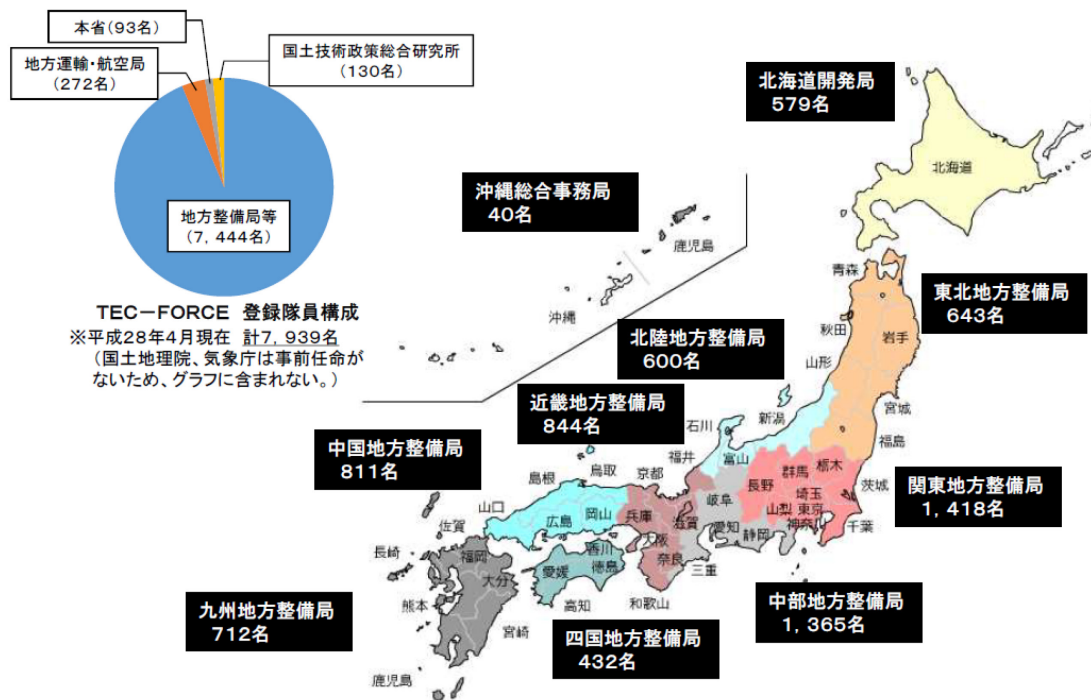 本省(93名)
地方運輸・航空局
(272名)
国土技術政策総合研究所
(130名)
地方整備局等
(7,444名)
TEC-FORCE 登録隊員構成
※平成28年4月現在 計7,939名
(国土地理院、気象庁は事前任命が
ないため、グラフに含まれない。)
北海道開発局
579名
北海道
沖縄総合事務局
40名
鹿児島
沖縄
青森
東北地方整備局
643名
秋田
岩手
北陸地方整備局
600名
山形
宮城
近畿地方整備局
844名
新潟
石川
福島
中国地方整備局
811名
福井
富山
群馬
栃木
島根
鳥取
京都
長野
茨城
関東地方整備局
1,418名
岐阜
埼玉
山口
広島
岡山
兵庫
滋賀
山梨
東京
佐賀
愛知
静岡
神奈川
千葉
大阪
長崎
福岡
香川
奈良
大分
愛媛
徳島
三重
熊本
高知
和歌山
中部地方整備局
1,365名
九州地方整備局
712名
宮崎
四国地方整備局
432名
鹿児島